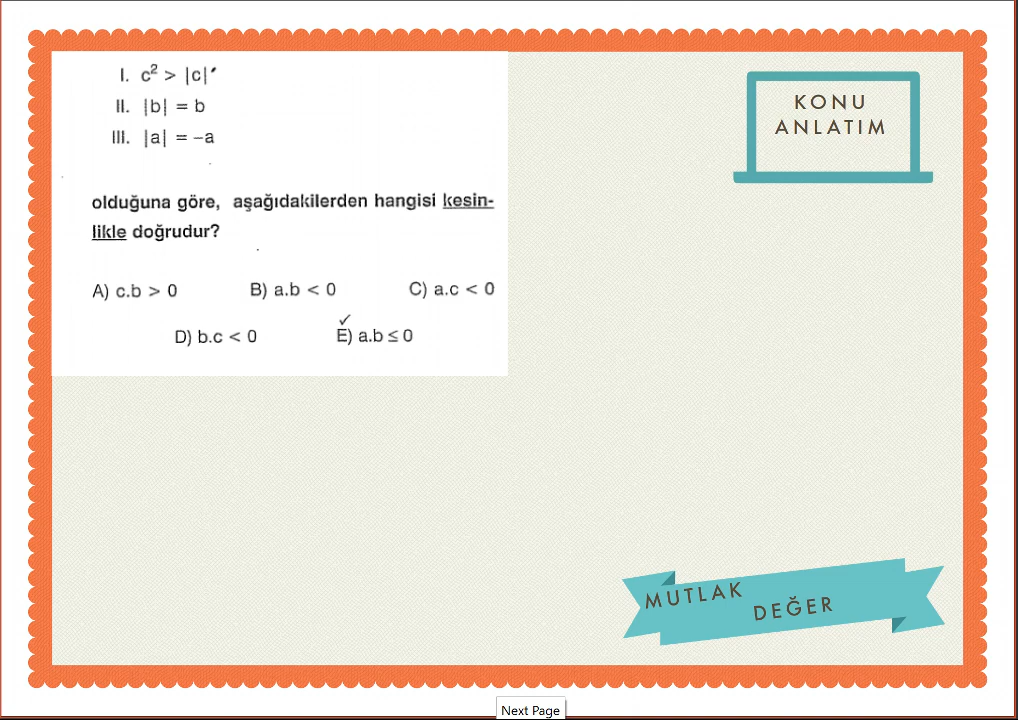 I. c² > |c|
II. |b| = b
III. |a| = –a
olduğuna göre, aşağıdakilerden hangisi kesin-
likle doğrudur?
A) c.b > 0 B) a.b < 0 C) a.c < 0
D) b.c < 0 E) a.b ≤ 0
KONU
ANLATIM
MUTLAK
DEĞER
Next Page